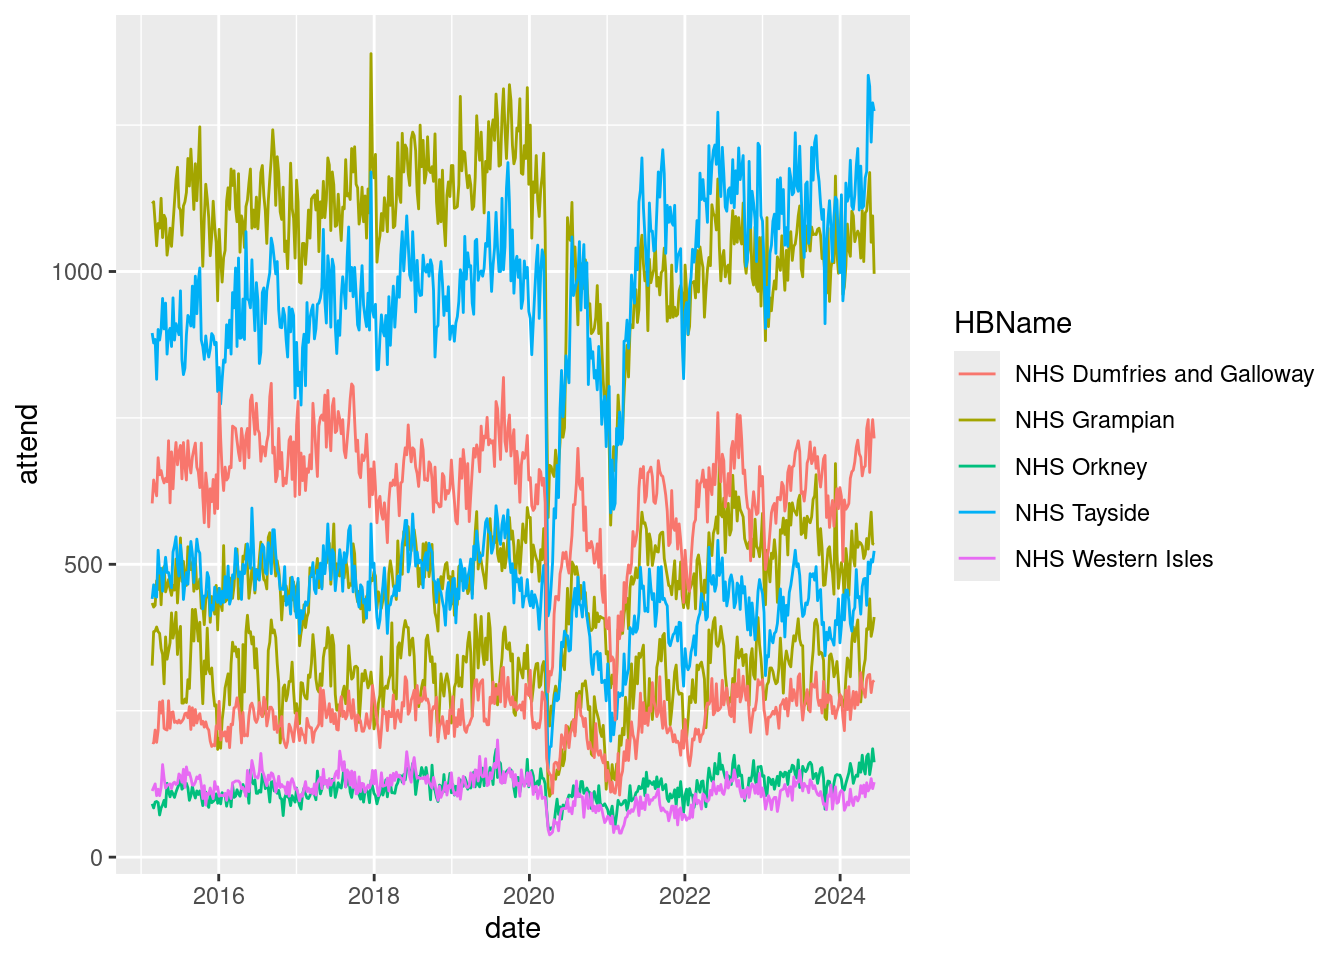 1000
500
0
attend
2016
2018
2020
2022
2024
date
HBName
NHS Dumfries and Galloway
NHS Grampian
NHS Orkney
NHS Tayside
NHS Western Isles